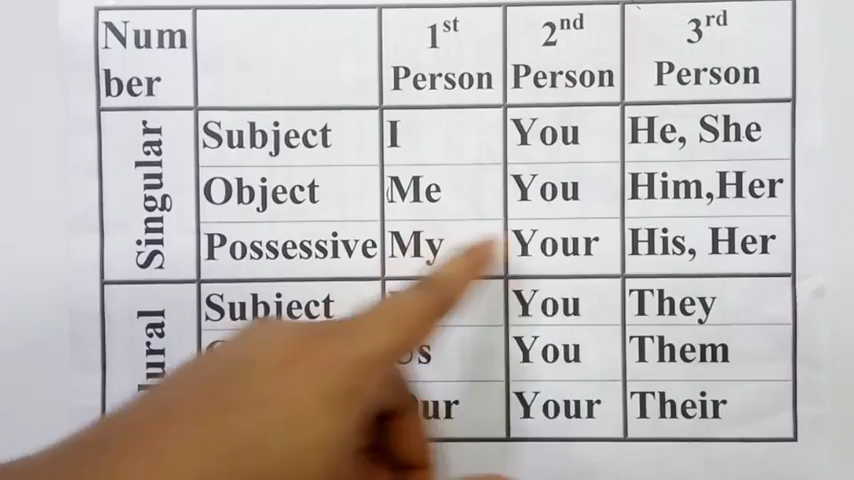 Num
ber
1st
Person
2nd
Person
3rd
Person
Singular
Subject I You He, She
Object Me You Him,Her
Possessive My Your His, Her
Subject You They
You Them
Your Their